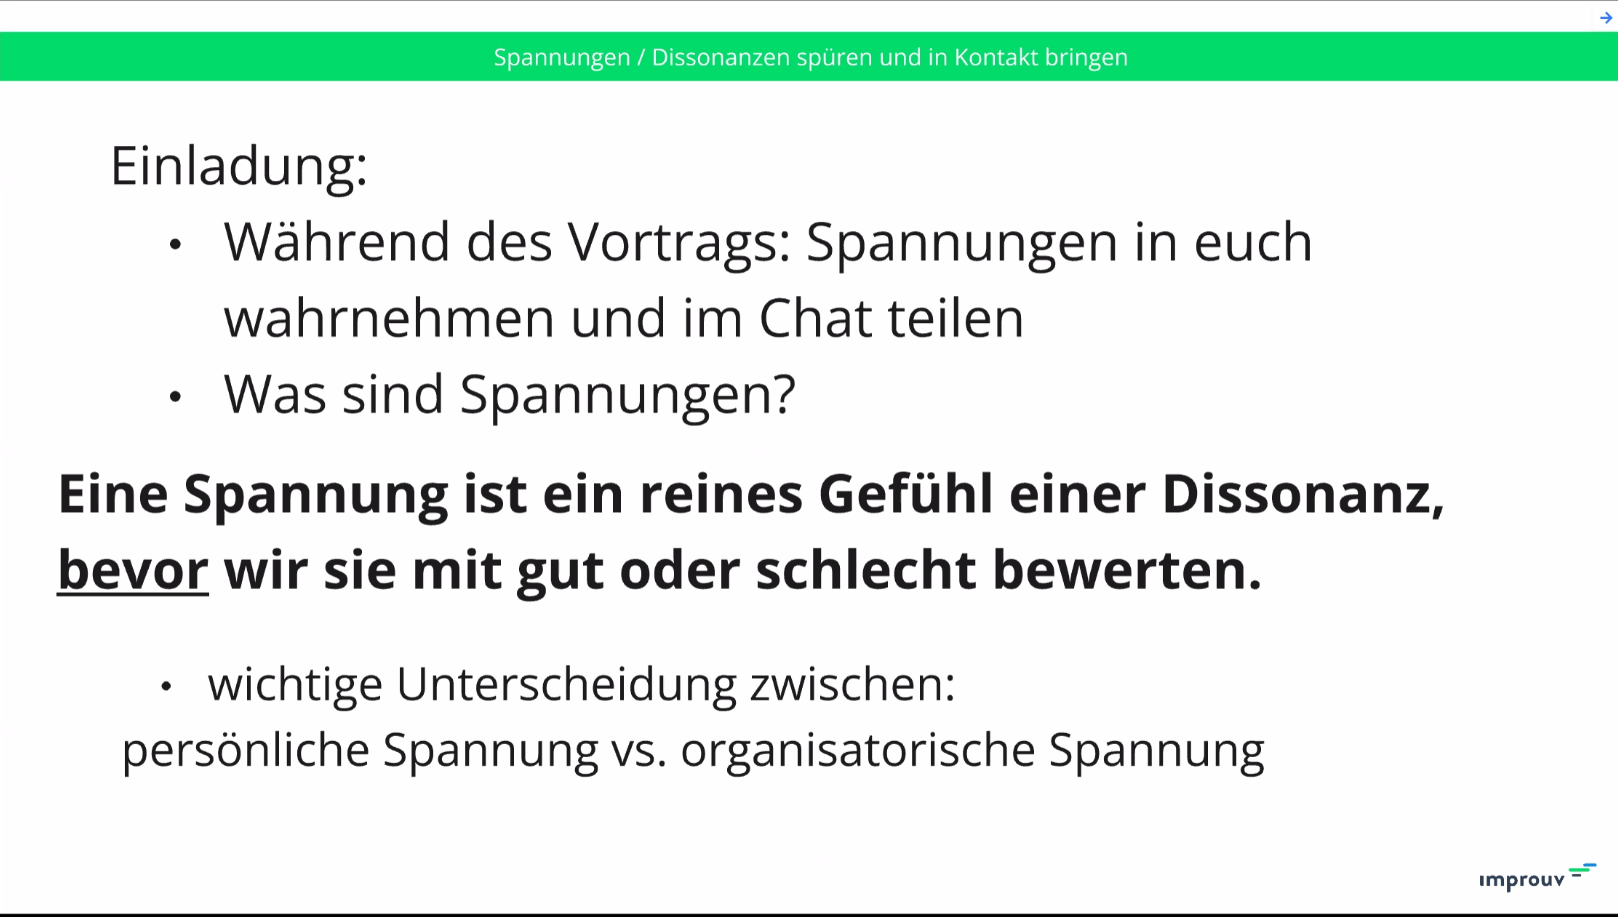 Spannungen / Dissonanzen spüren und in Kontakt bringen
Einladung:
• Während des Vortrags: Spannungen in euch
wahrnehmen und im Chat teilen
• Was sind Spannungen?
Eine Spannung ist ein reines Gefühl einer Dissonanz,
bevor wir sie mit gut oder schlecht bewerten.
• wichtige Unterscheidung zwischen:
persönliche Spannung vs. organisatorische Spannung
improuv